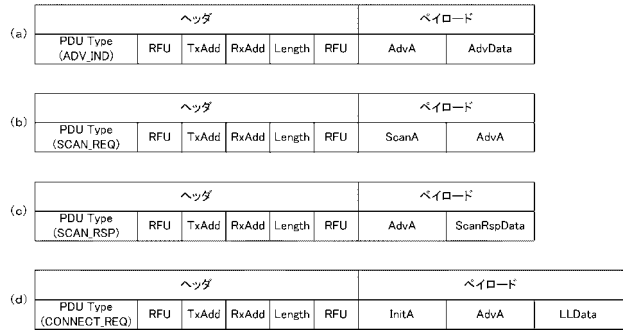 ヘッダ ペイロード
(a) PDU Type (ADV_IND) RFU TxAdd RxAdd Length RFU AdvA AdvData
ヘッダ ペイロード
(b) PDU Type (SCAN_REQ) RFU TxAdd RxAdd Length RFU ScanA AdvA
ヘッダ ペイロード
(c) PDU Type (SCAN_RSP) RFU TxAdd RxAdd Length RFU AdvA ScanRspData
ヘッダ ペイロード
(d) PDU Type (CONNECT_REQ) RFU TxAdd RxAdd Length RFU InitA AdvA LLData